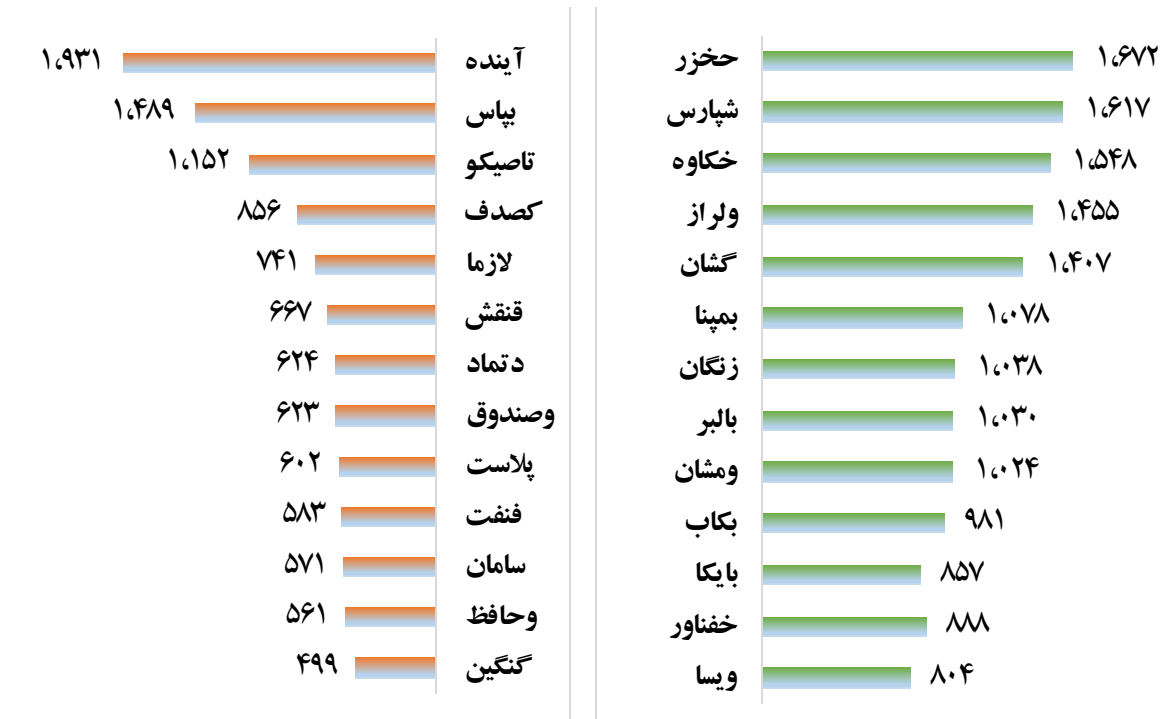 حخزر ۱،۶۷۲
شپارس ۱،۶۱۷
خکاوه ۱،۵۴۸
ولراز ۱،۴۵۵
گشان ۱،۴۰۷
بمپنا ۱،۰۷۸
زنگان ۱،۰۳۸
بالبر ۱،۰۳۰
ومشان ۱،۰۲۴
بکاب ۹۸۱
بایکا ۸۵۷
خفناور ۸۸۸
ویسا ۸۰۴
آینده ۱،۹۳۱
بپاس ۱،۴۸۹
تاصیکو ۱،۱۵۲
کصدف ۸۵۶
لازما ۷۴۱
قنقش ۶۶۷
دتماد ۶۲۴
وصندوق ۶۲۳
پلاست ۶۰۲
فنفت ۵۸۳
سامان ۵۷۱
وحافظ ۵۶۱
گنگین ۴۹۹